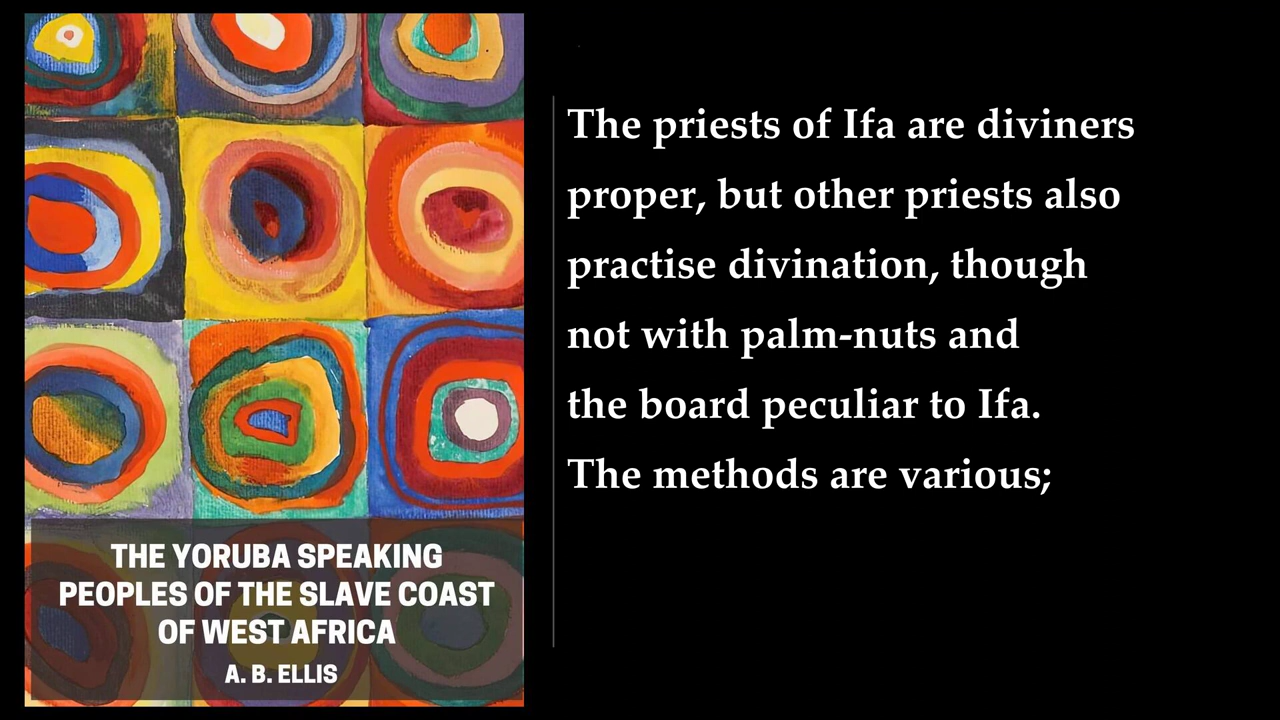 THE YORUBA SPEAKING
PEOPLES OF THE SLAVE COAST
OF WEST AFRICA
A. B. ELLIS
The priests of Ifa are diviners
proper, but other priests also
practise divination, though
not with palm-nuts and
the board peculiar to Ifa.
The methods are various;